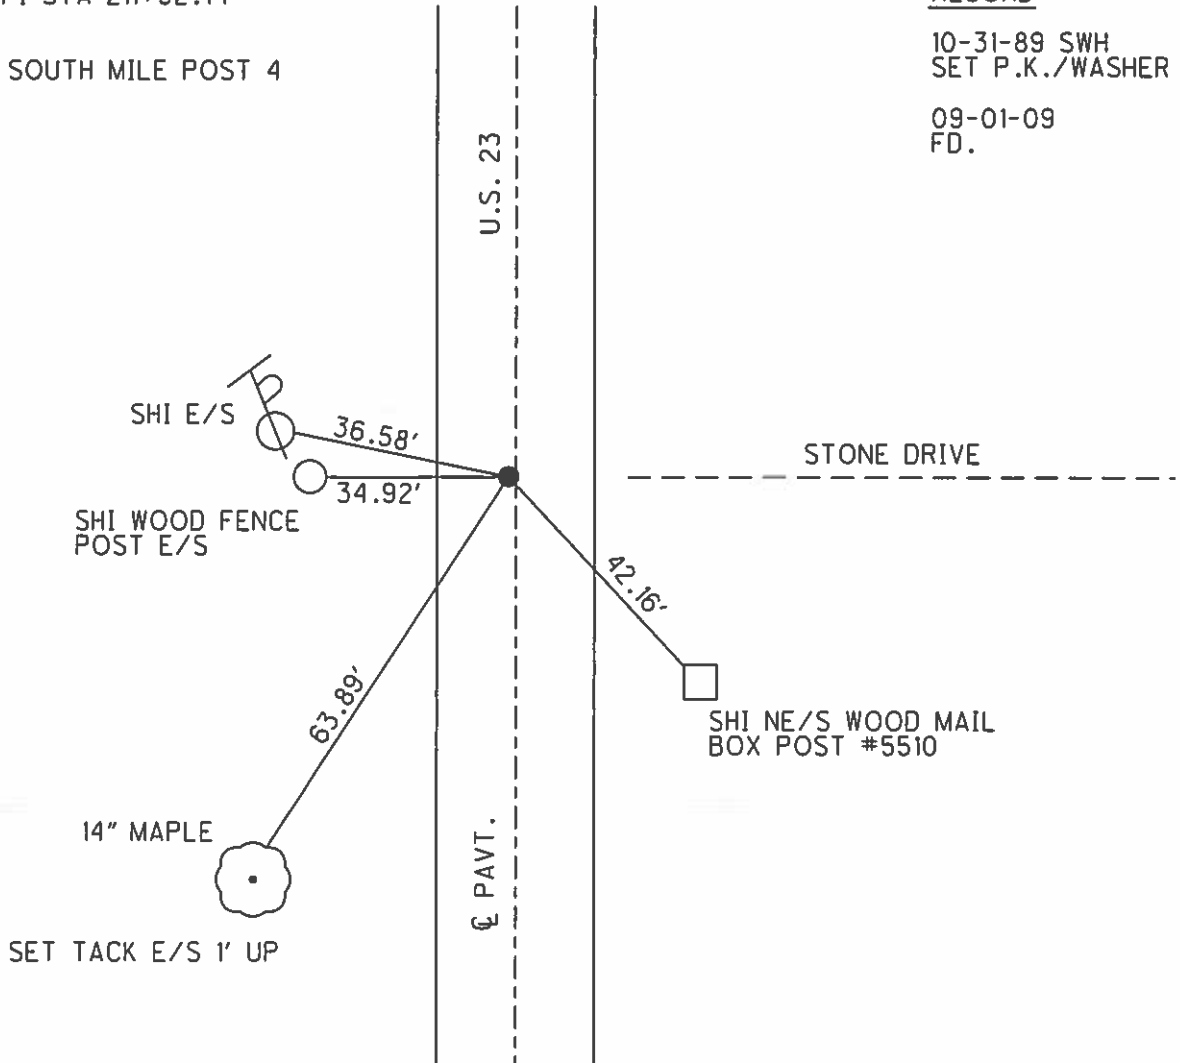 SOUTH MILE POST 4
RECORD
10-31-89 SWH
SET P.K./WASHER
09-01-09
FD.
U.S. 23
SHI E/S
36.58'
34.92'
SHI WOOD FENCE
POST E/S
STONE DRIVE
42.16'
63.89'
SHI NE/S WOOD MAIL
BOX POST #5510
14" MAPLE
SET TACK E/S 1' UP
℄ PAVT.